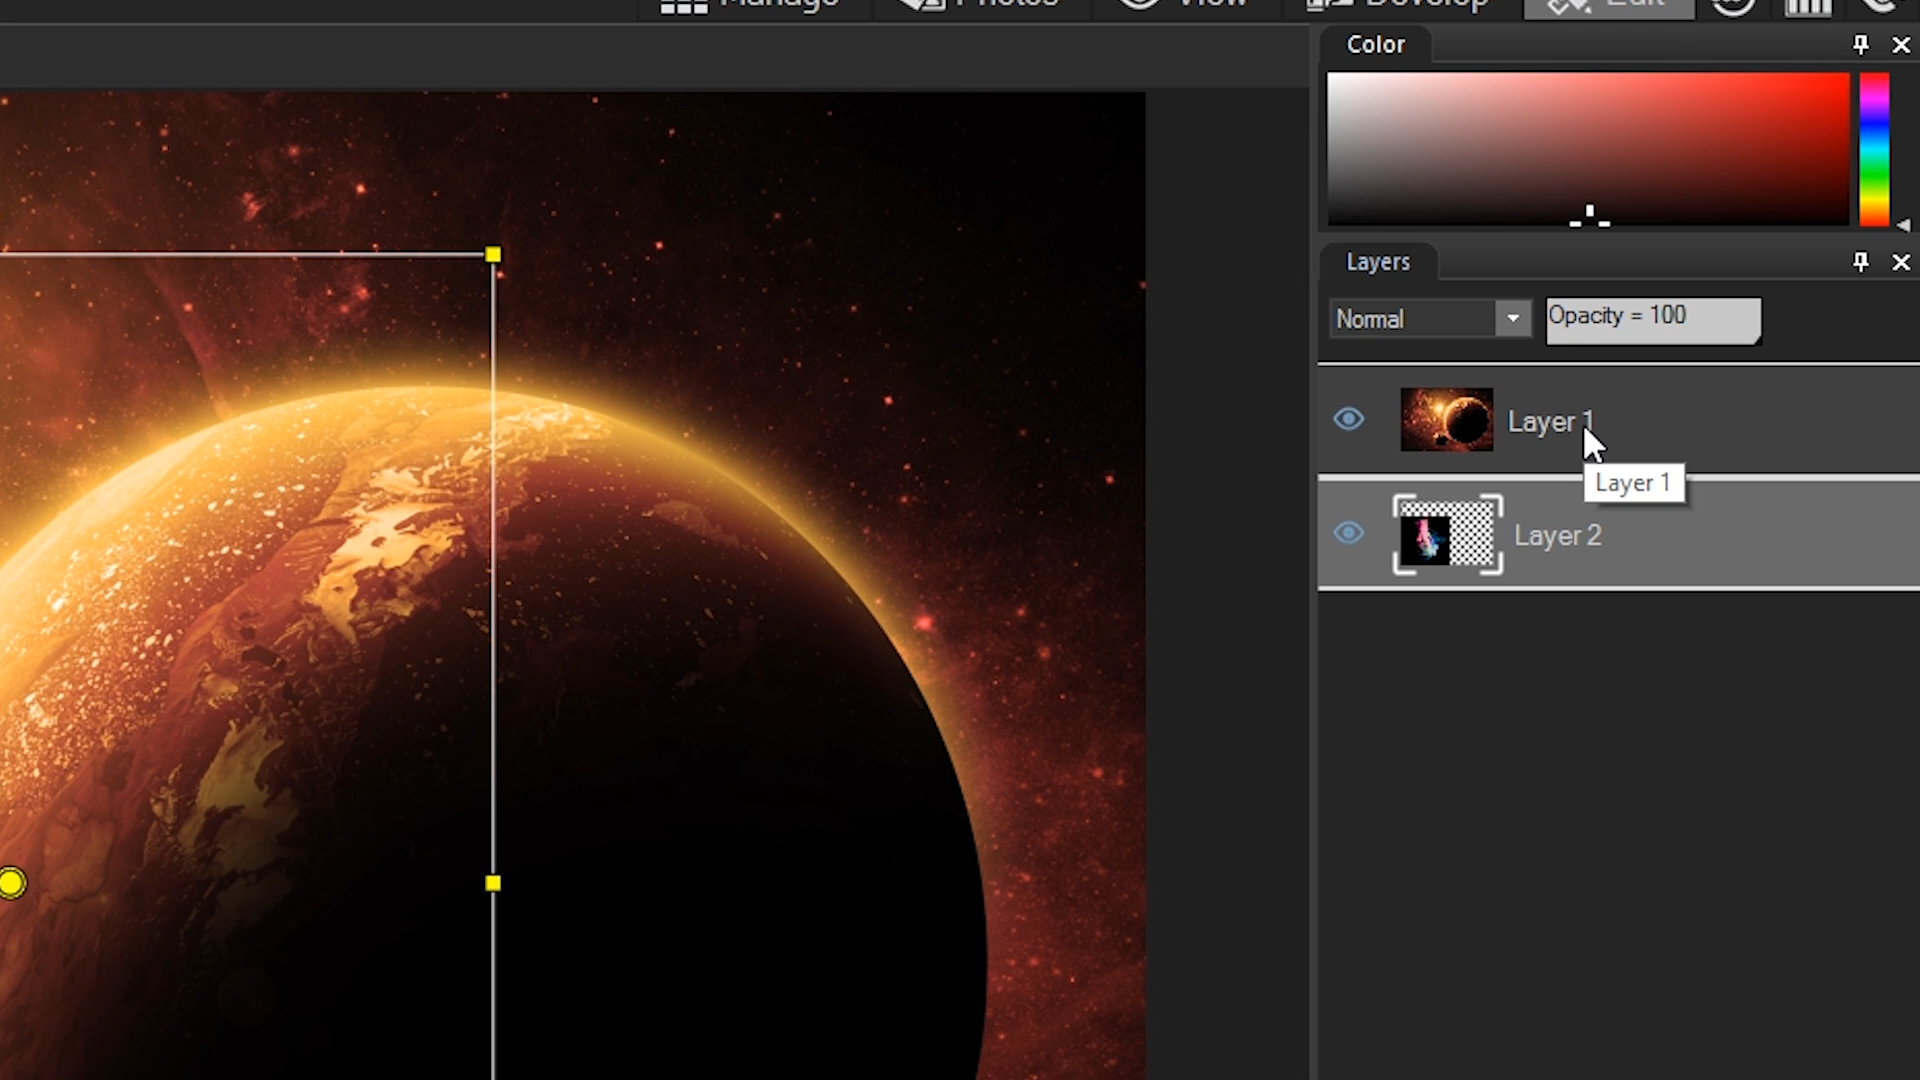 Manage Photos View Develop Edit
Color
Layers
Normal Opacity = 100
Layer 1
Layer 1
Layer 2